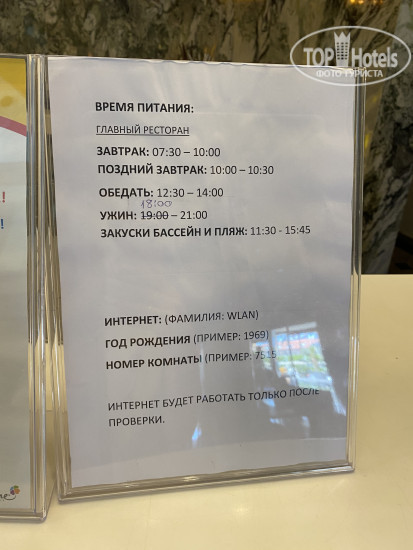 TOP Hotels
ФОТО ТУРИСТА
ВРЕМЯ ПИТАНИЯ:
ГЛАВНЫЙ РЕСТОРАН
ЗАВТРАК: 07:30 – 10:00
ПОЗДНИЙ ЗАВТРАК: 10:00 – 10:30
ОБЕДАТЬ: 12:30 – 14:00
18:00
УЖИН: 19:00 – 21:00
ЗАКУСКИ БАССЕЙН И ПЛЯЖ: 11:30 - 15:45
ИНТЕРНЕТ: (ФАМИЛИЯ: WLAN)
ГОД РОЖДЕНИЯ (ПРИМЕР: 1969)
НОМЕР КОМНАТЫ (ПРИМЕР: 7515
ИНТЕРНЕТ БУДЕТ РАБОТАТЬ ТОЛЬКО ПОСЛЕ
ПРОВЕРКИ.